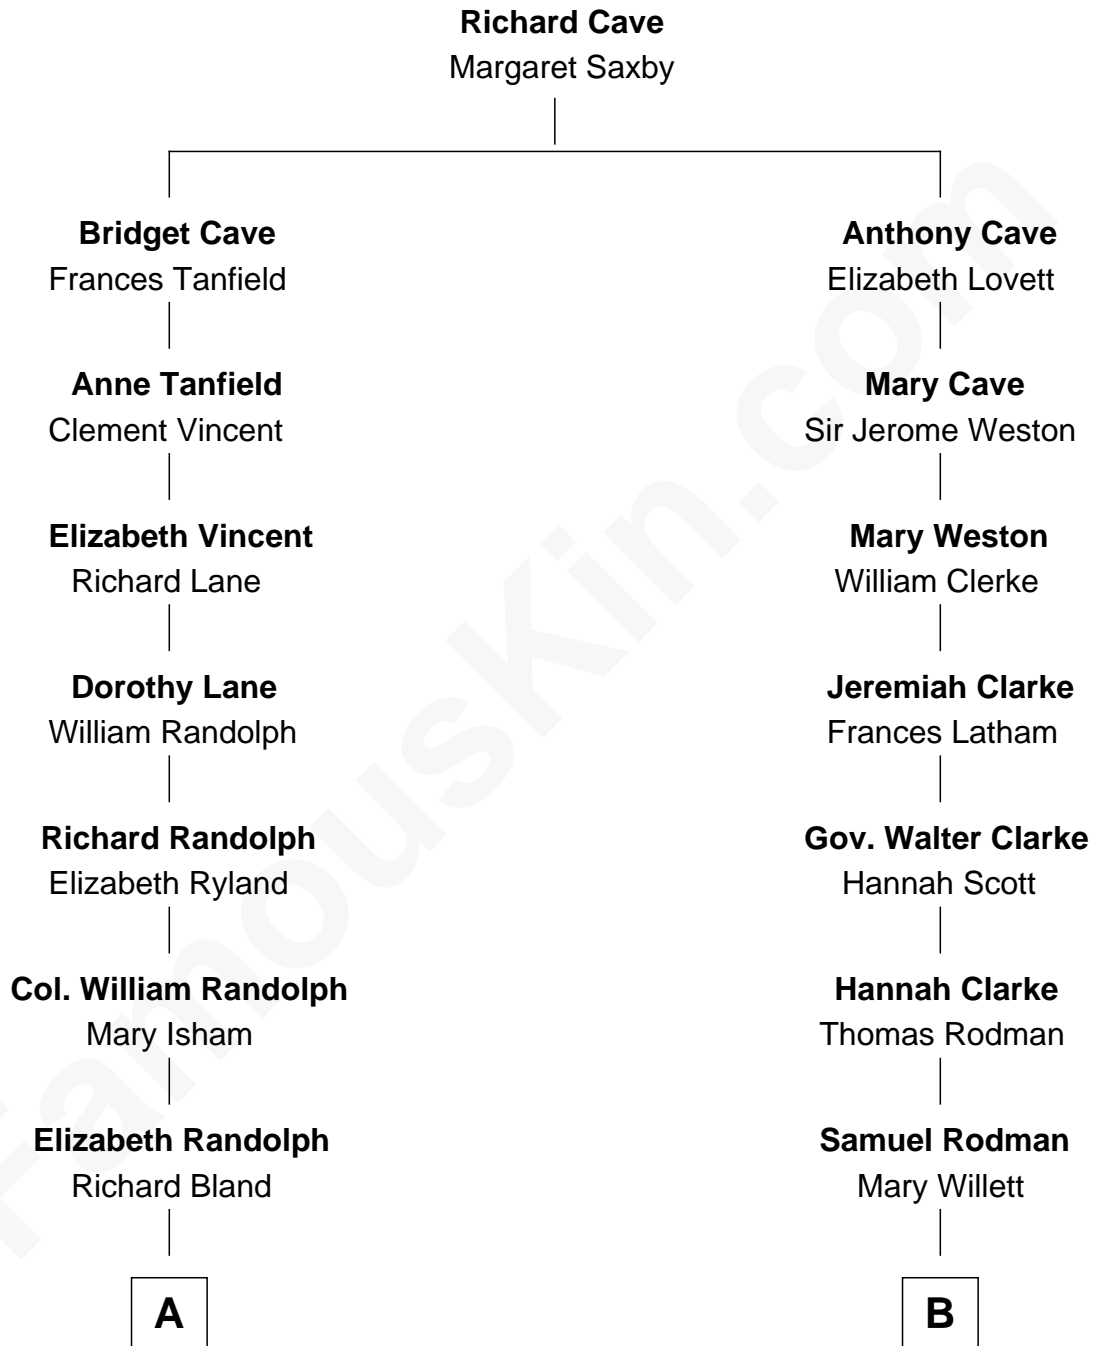 Richard Cave
Margaret Saxby
Bridget Cave
Frances Tanfield
Anthony Cave
Elizabeth Lovett
Anne Tanfield
Clement Vincent
Mary Cave
Sir Jerome Weston
Elizabeth Vincent
Richard Lane
Mary Weston
William Clerke
Dorothy Lane
William Randolph
Jeremiah Clarke
Frances Latham
Richard Randolph
Elizabeth Ryland
Gov. Walter Clarke
Hannah Scott
Col. William Randolph
Mary Isham
Hannah Clarke
Thomas Rodman
Elizabeth Randolph
Richard Bland
Samuel Rodman
Mary Willett
A
B
FamousKin.com